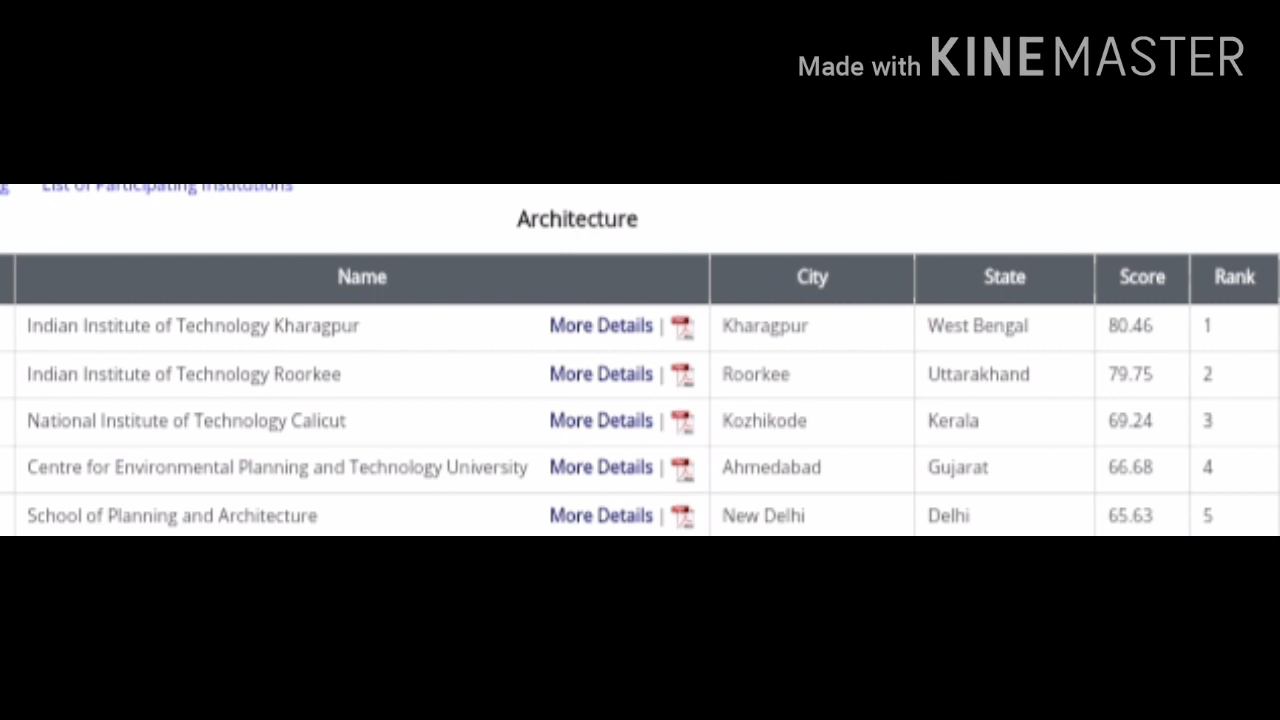 Made with KINEMASTER
g List of Participating Institutions
Architecture
Name City State Score Rank
Indian Institute of Technology Kharagpur More Details | Kharagpur West Bengal 80.46 1
Indian Institute of Technology Roorkee More Details | Roorkee Uttarakhand 79.75 2
National Institute of Technology Calicut More Details | Kozhikode Kerala 69.24 3
Centre for Environmental Planning and Technology University More Details | Ahmedabad Gujarat 66.68 4
School of Planning and Architecture More Details | New Delhi Delhi 65.63 5